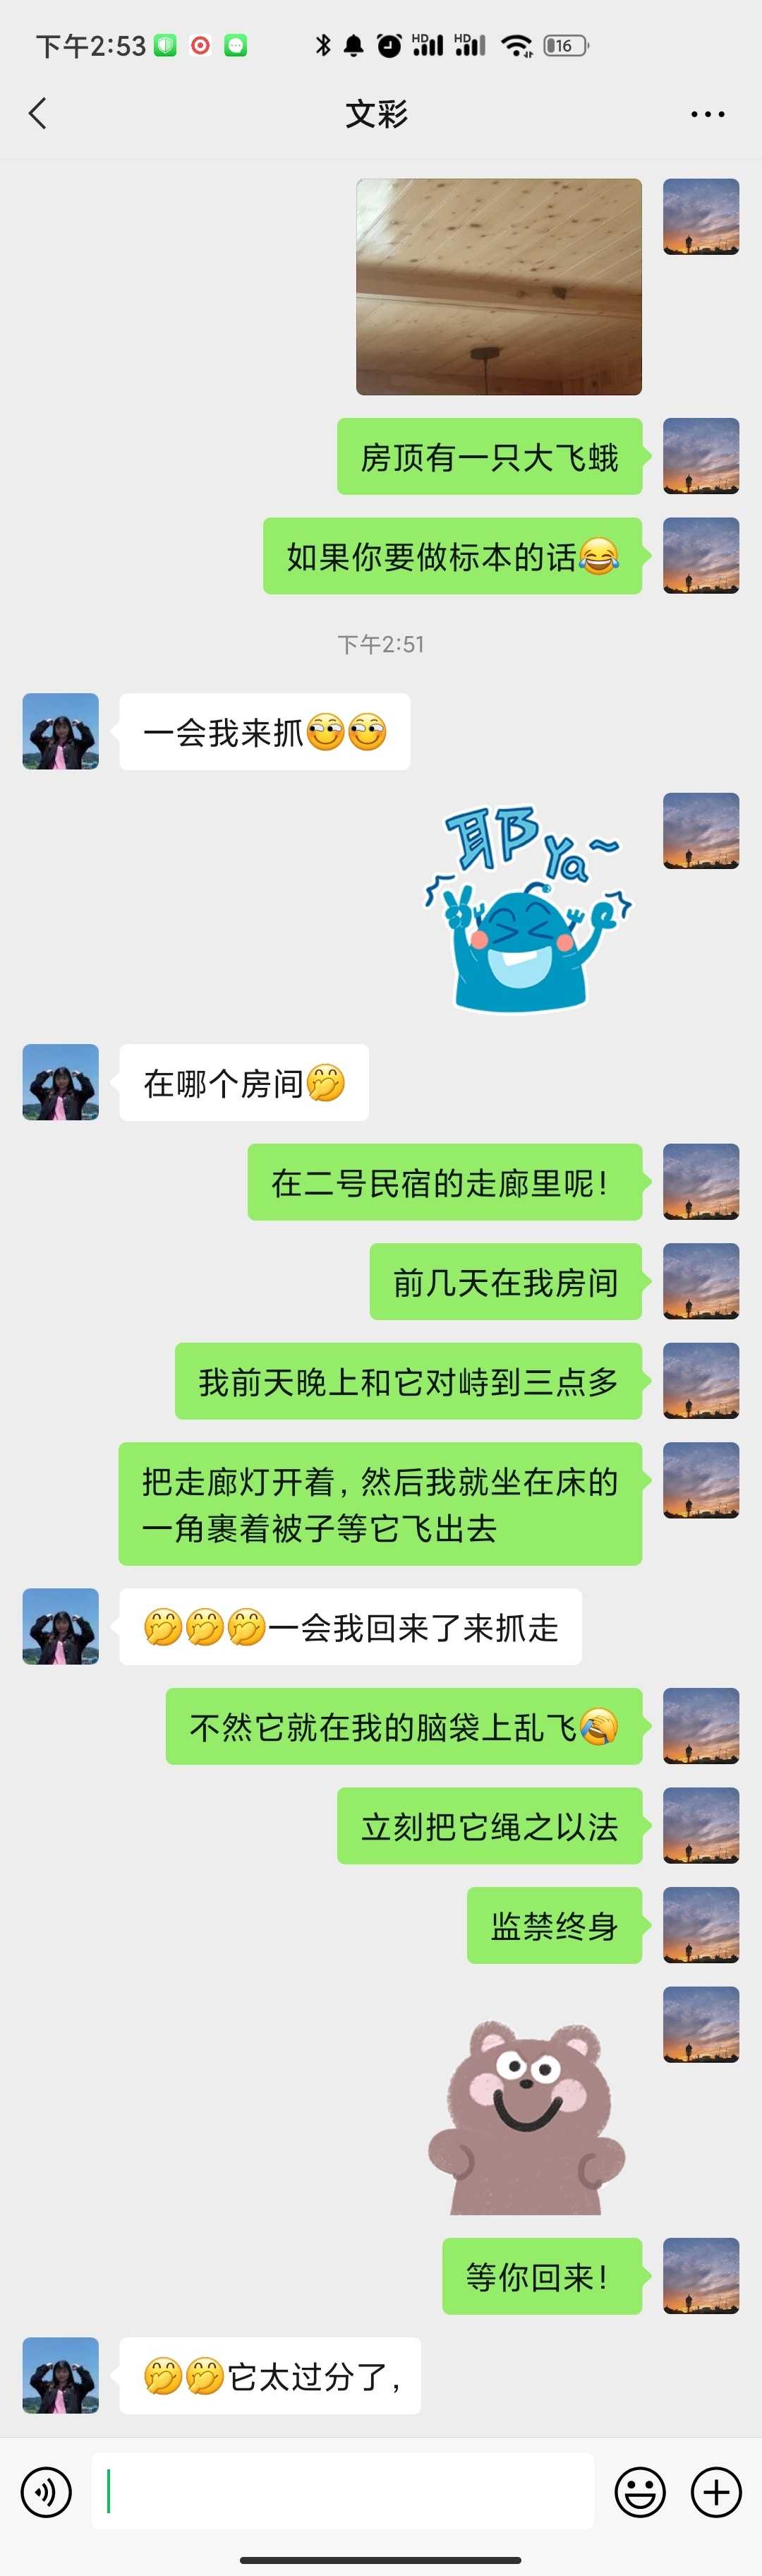 下午2:53
HD
HD
16
文彩
房顶有一只大飞蛾
如果你要做标本的话😂
下午2:51
一会我来抓
耶Ya~
在哪个房间🤭
在二号民宿的走廊里呢!
前几天在我房间
我前天晚上和它对峙到三点多
把走廊灯开着,然后我就坐在床的
一角裹着被子等它飞出去
🤭🤭🤭一会我回来了来抓走
不然它就在我的脑袋上乱飞
立刻把它绳之以法
监禁终身
等你回来!
🤭🤭它太过分了,